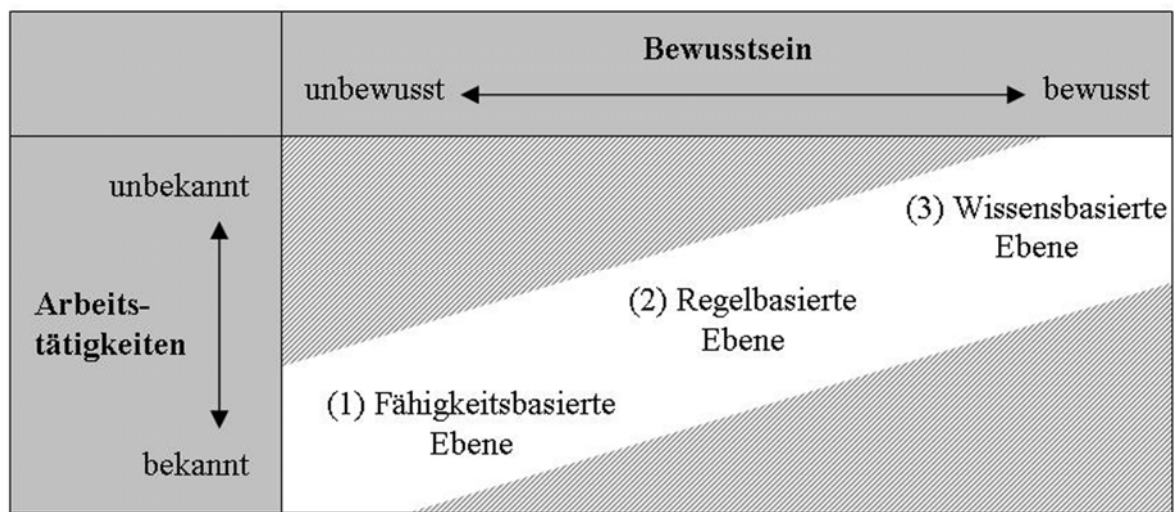 Bewusstsein
unbewusst
bewusst
unbekannt
Arbeits-
tätigkeiten
bekannt
(3) Wissensbasierte
Ebene
(2) Regelbasierte
Ebene
(1) Fähigkeitsbasierte
Ebene